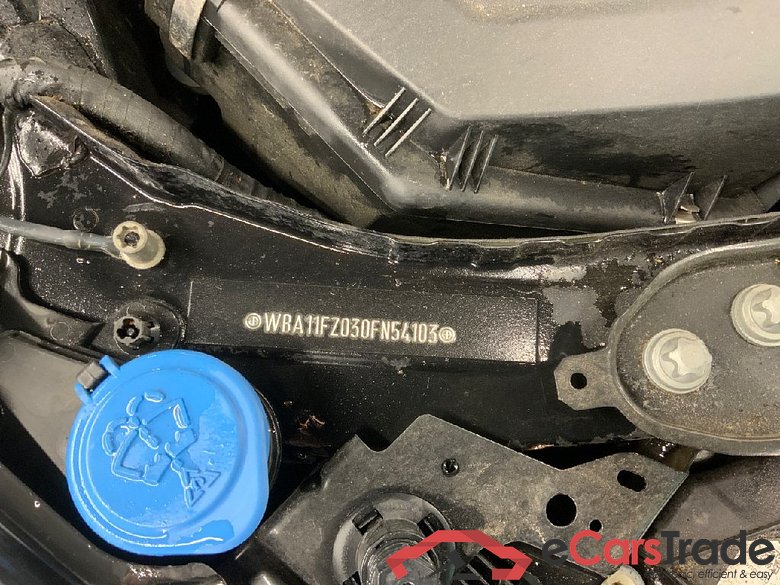 WBA11FZ030FN54103
eCarsTrade
efficient & easy